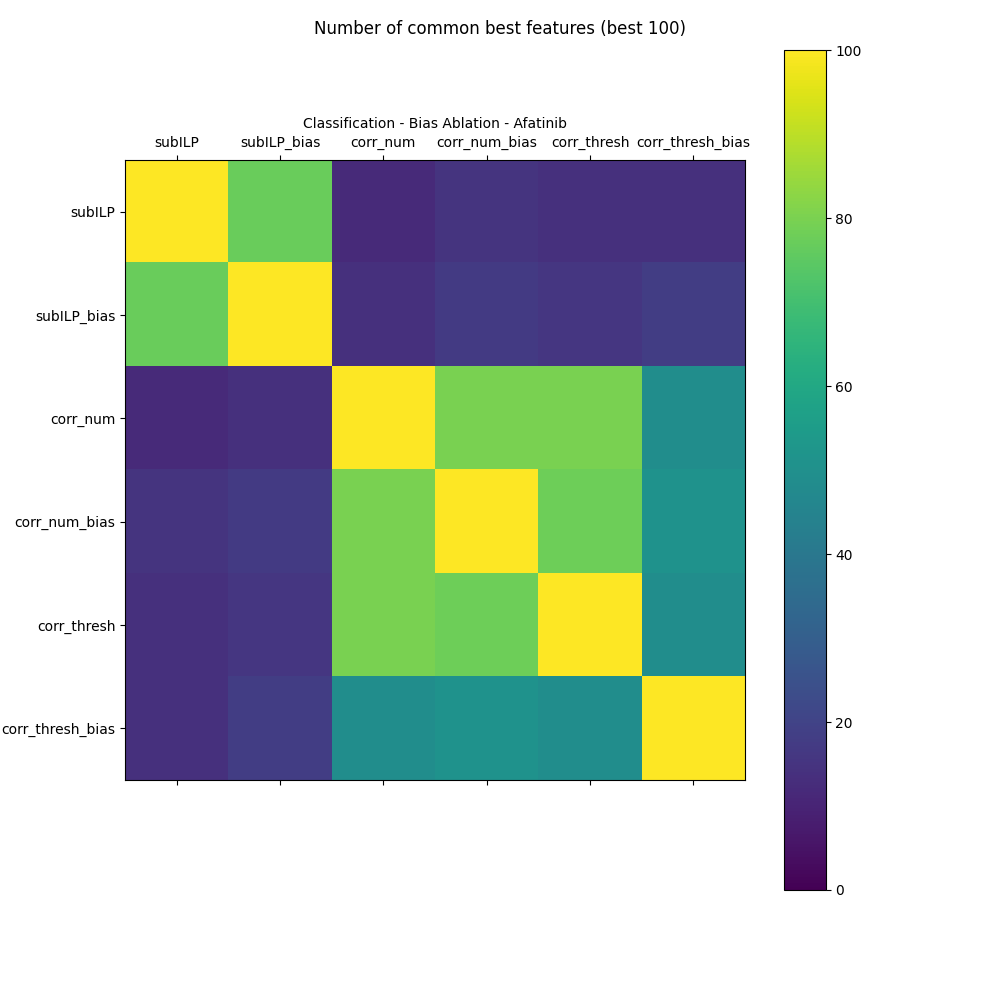 Number of common best features (best 100)
Classification - Bias Ablation - Afatinib
subILP subILP_bias corr_num corr_num_bias corr_thresh corr_thresh_bias
subILP
subILP_bias
corr_num
corr_num_bias
corr_thresh
corr_thresh_bias
100
80
60
40
20
0